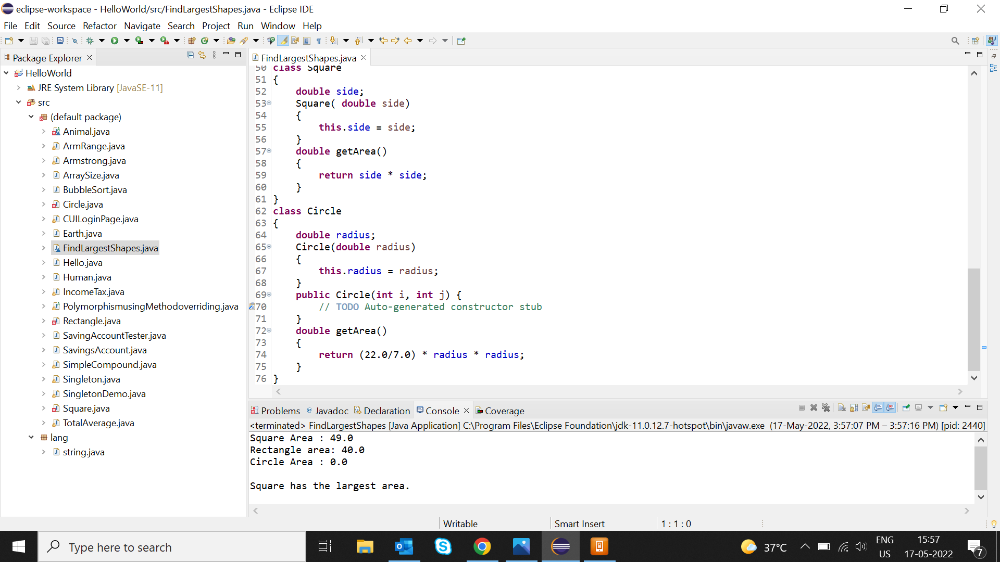 eclipse-workspace - HelloWorld/src/FindLargestShapes.java - Eclipse IDE
File Edit Source Refactor Navigate Search Project Run Window Help
Package Explorer
HelloWorld
JRE System Library [JavaSE-11]
src
(default package)
Animal.java
ArmRange.java
Armstrong.java
ArraySize.java
BubbleSort.java
Circle.java
CUILoginPage.java
Earth.java
FindLargestShapes.java
Hello.java
Human.java
IncomeTax.java
PolymorphismusingMethodoverriding.java
Rectangle.java
SavingAccountTester.java
SavingsAccount.java
SimpleCompound.java
Singleton.java
SingletonDemo.java
Square.java
TotalAverage.java
lang
string.java
FindLargestShapes.java
50 class Square
51 {
52     double side;
53     Square( double side)
54     {
55         this.side = side;
56     }
57     double getArea()
58     {
59         return side * side;
60     }
61 }
62 class Circle
63 {
64     double radius;
65     Circle(double radius)
66     {
67         this.radius = radius;
68     }
69     public Circle(int i, int j) {
70         // TODO Auto-generated constructor stub
71     }
72     double getArea()
73     {
74         return (22.0/7.0) * radius * radius;
75     }
76 }
Problems @ Javadoc Declaration Console Coverage
<terminated> FindLargestShapes [Java Application] C:\Program Files\Eclipse Foundation\jdk-11.0.12.7-hotspot\bin\javaw.exe (17-May-2022, 3:57:07 PM – 3:57:16 PM) [pid: 2440]
Square Area : 49.0
Rectangle area: 40.0
Circle Area : 0.0
Square has the largest area.
Writable Smart Insert 1 : 1 : 0
Type here to search
37°C
ENG
US
15:57
17-05-2022
7